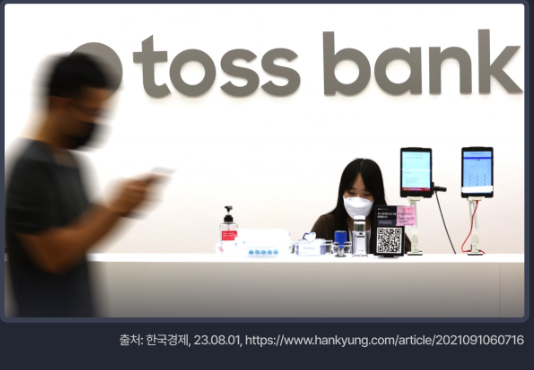 toss bank
출처: 한국경제, 23.08.01, https://www.hankyung.com/article/2021091060716